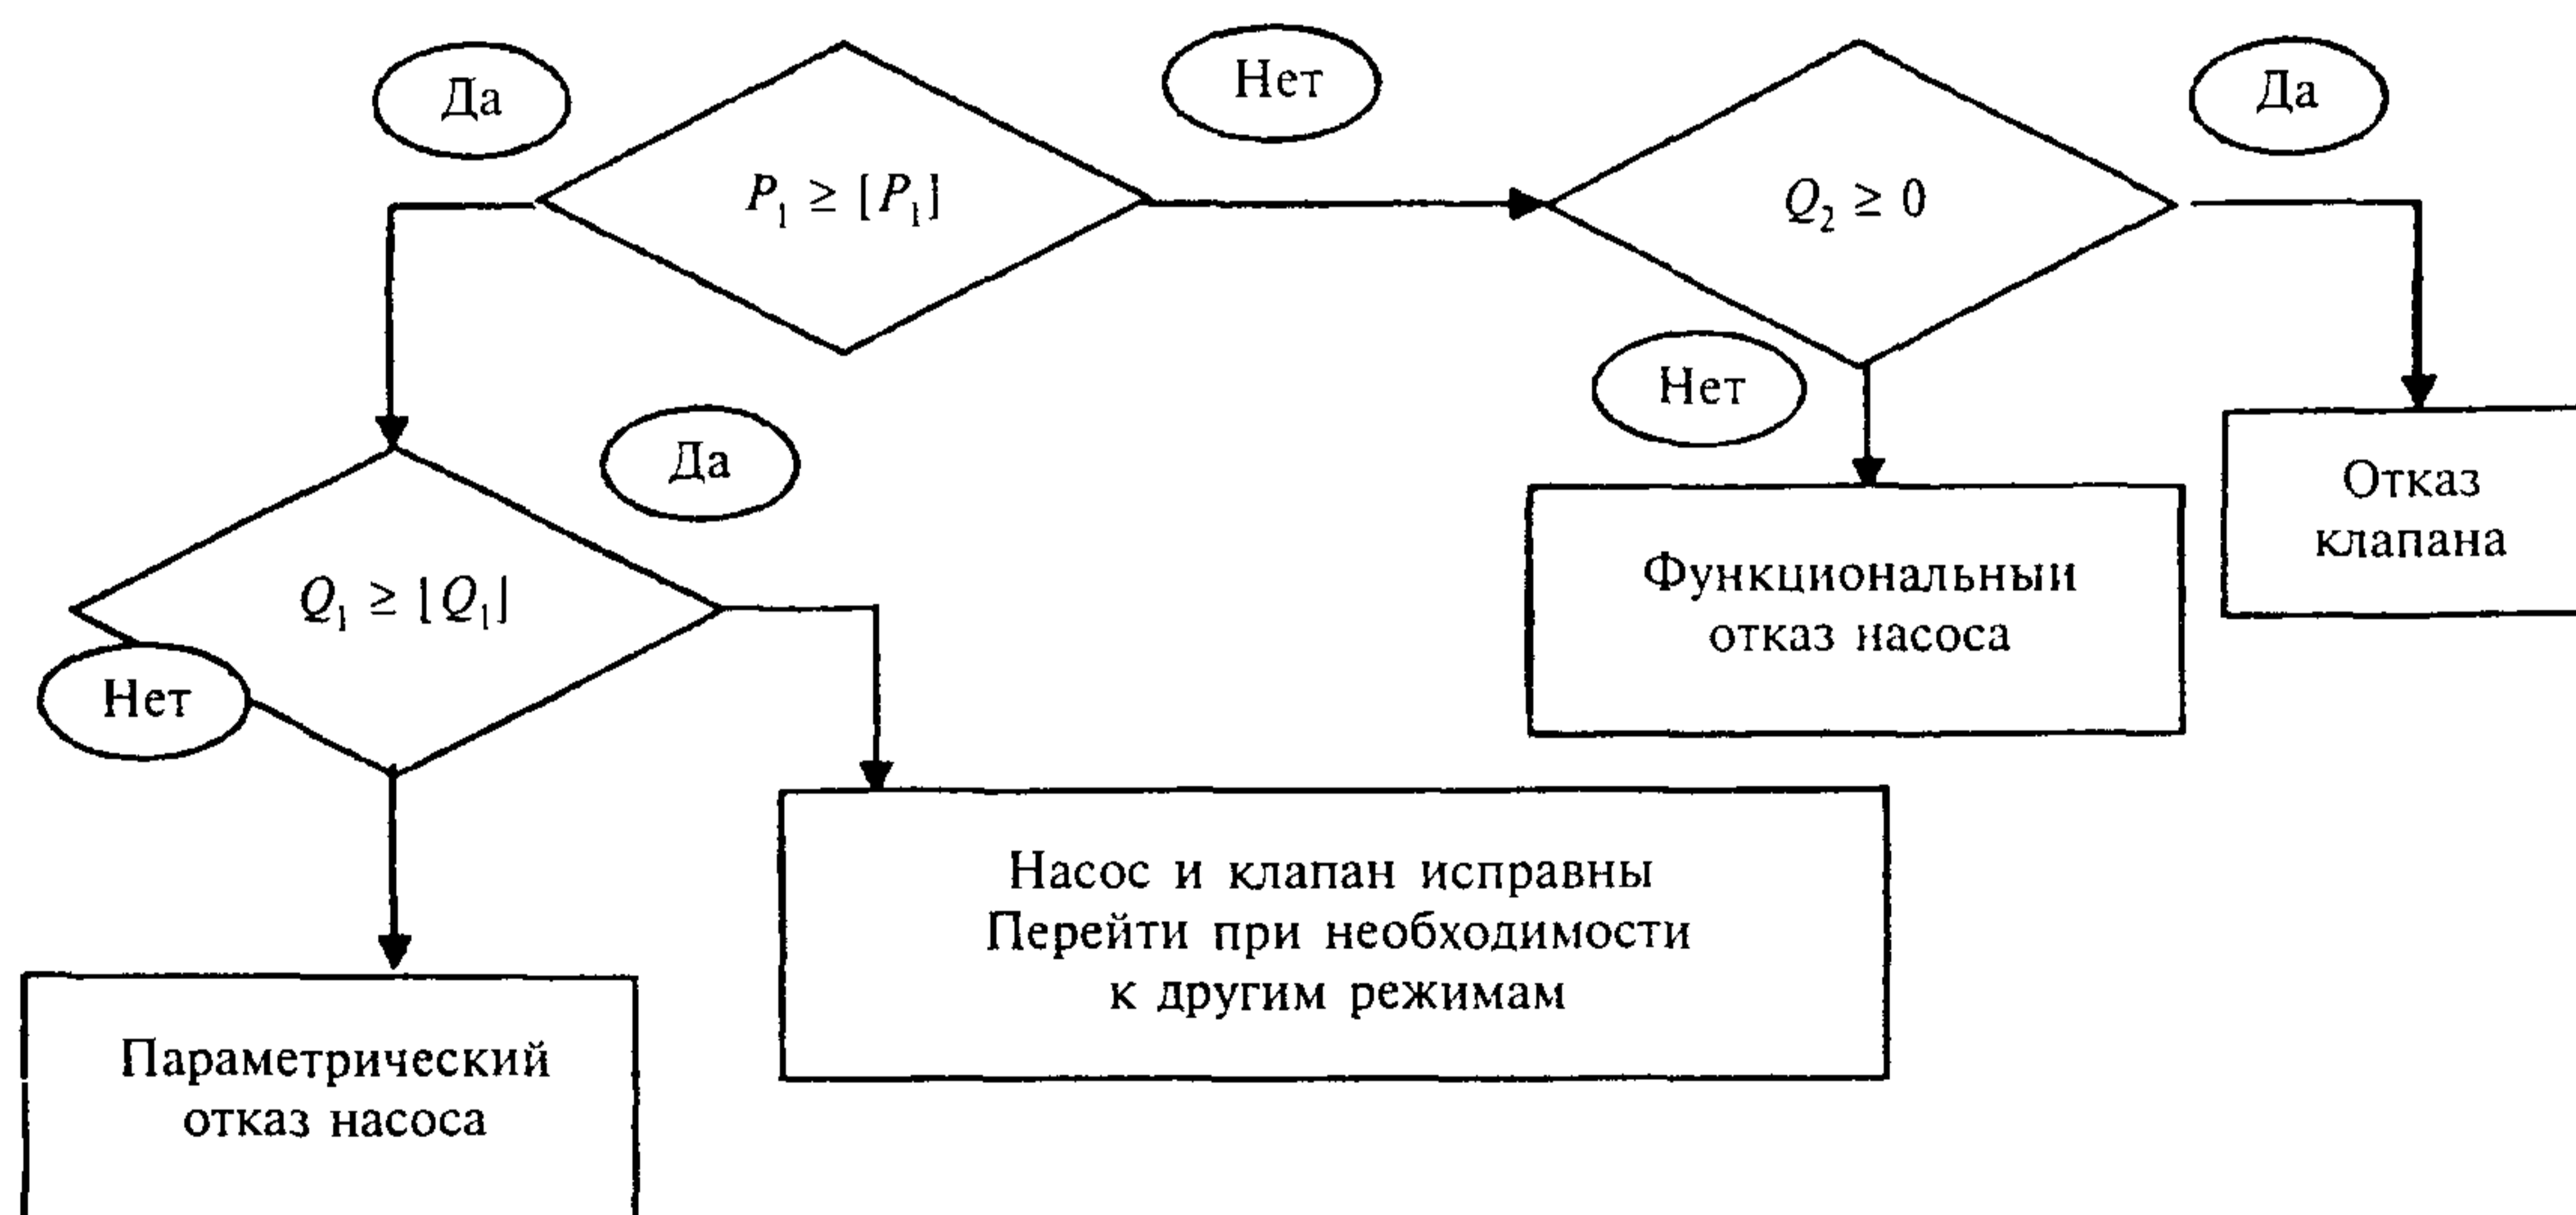 Да
Нет
Да
P₁ ≥ [P₁]
Q₂ ≥ 0
Нет
Да
Отказ
клапана
Q₁ ≥ [Q₁]
Функциональный
отказ насоса
Нет
Насос и клапан исправны
Перейти при необходимости
к другим режимам
Параметрический
отказ насоса